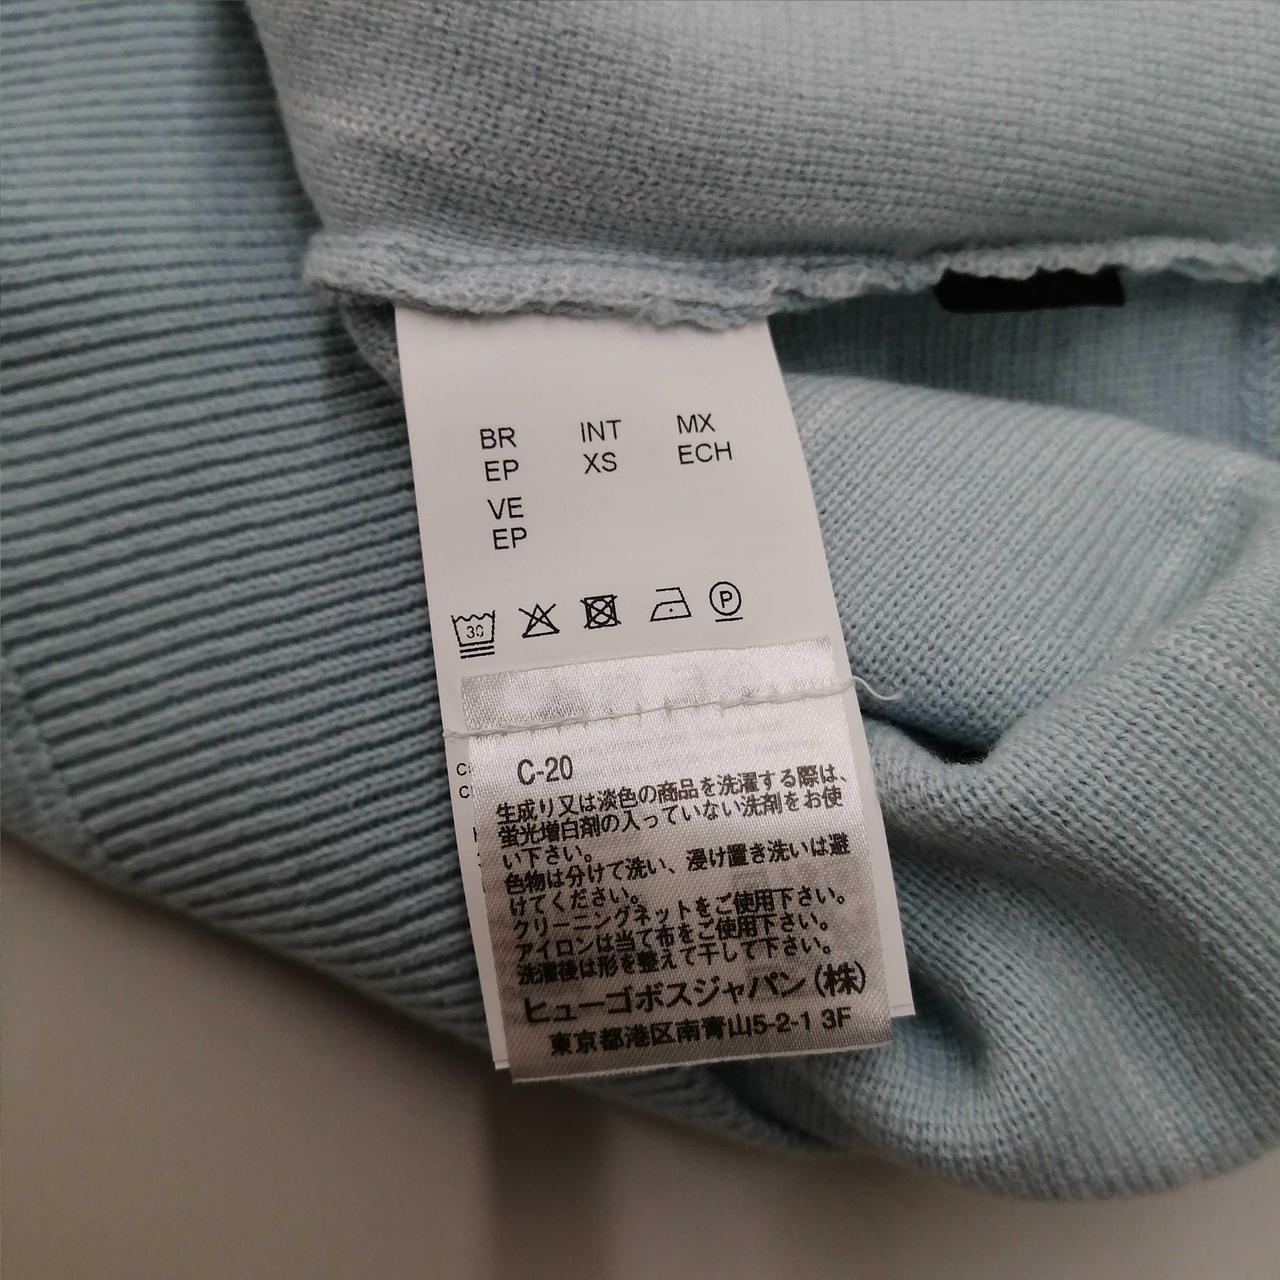 BR INT MX
EP XS ECH
VE
EP
30 P
C-20
生成り又は淡色の商品を洗濯する際は、
蛍光増白剤の入っていない洗剤をお使
い下さい。
色物は分けて洗い、浸け置き洗いは避
けてください。
クリーニングネットをご使用下さい。
アイロンは当て布をご使用下さい。
洗濯後は形を整えて干して下さい。
ヒューゴボスジャパン(株)
東京都港区南青山5-2-1 3F